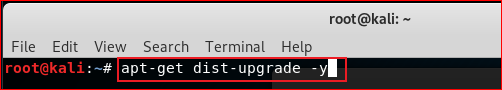 root@kali: ~
File Edit View Search Terminal Help
root@kali:~# apt-get dist-upgrade -y